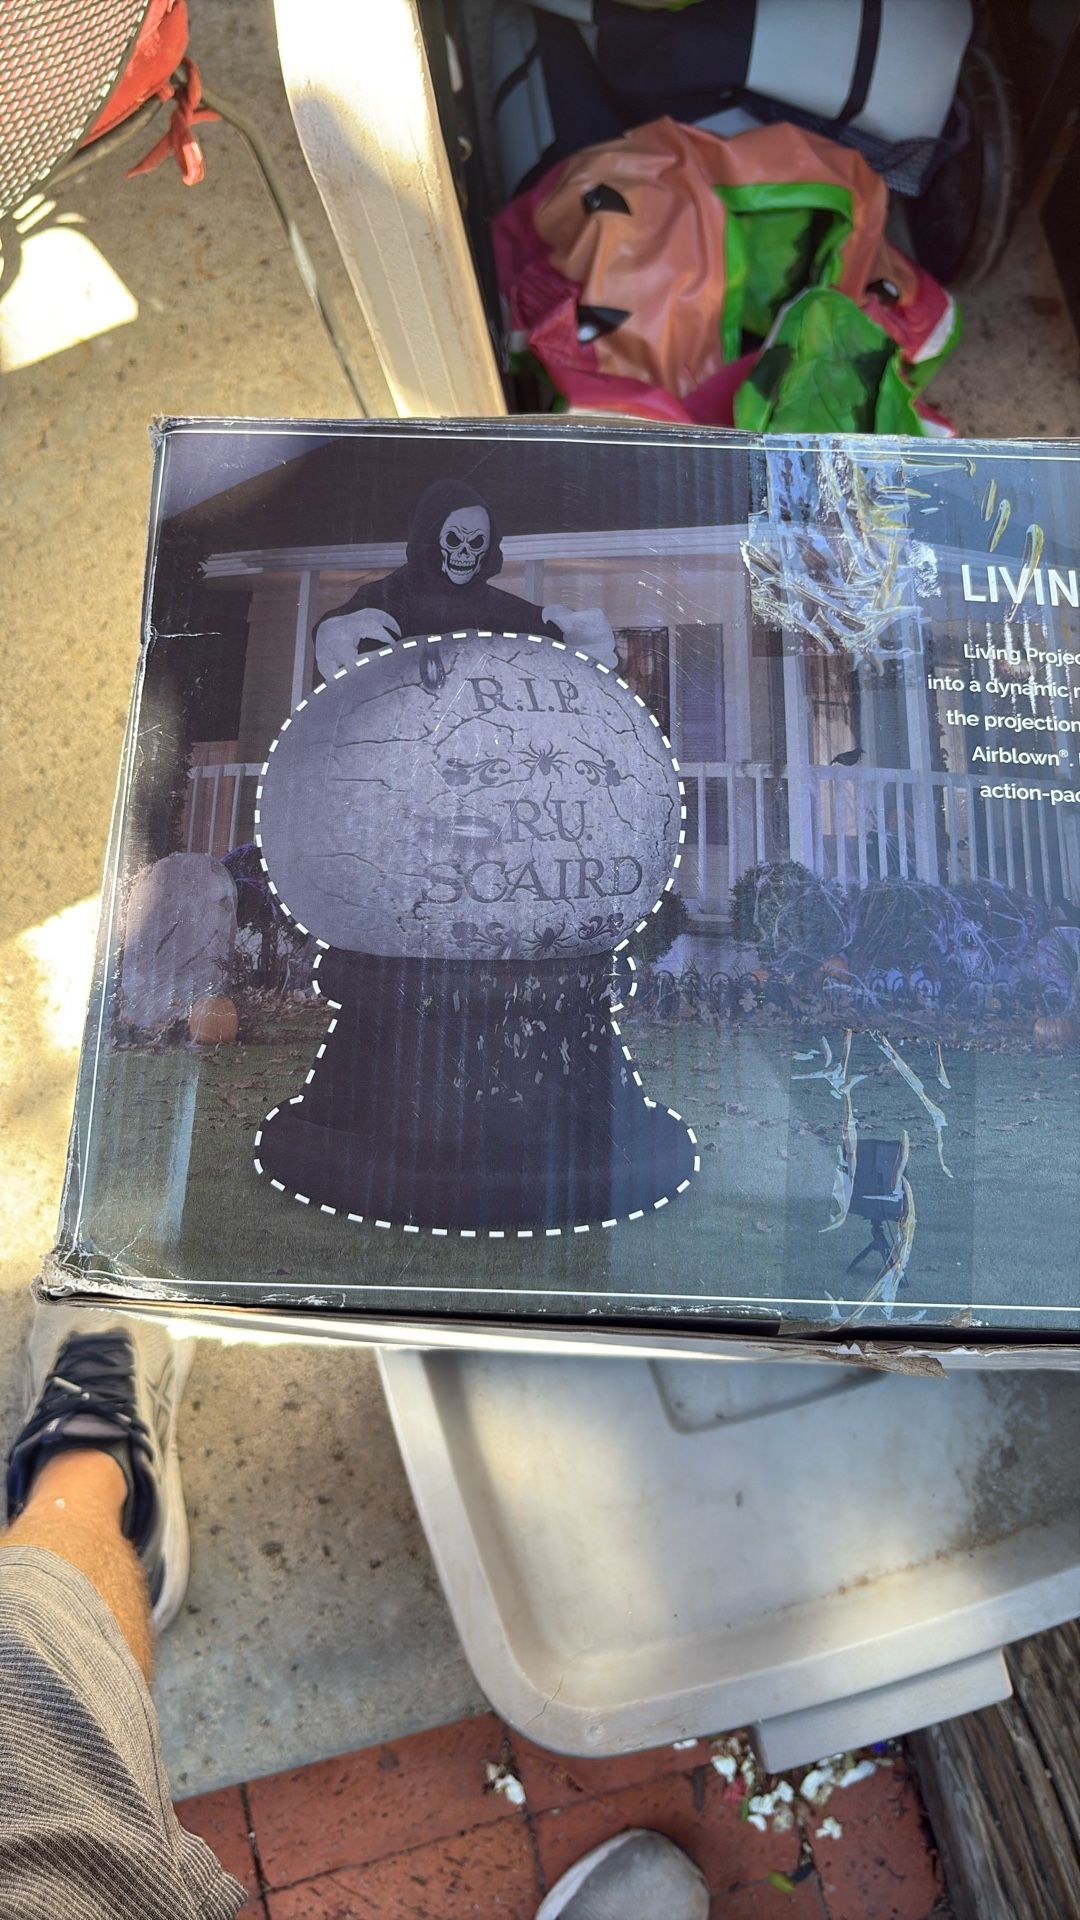 R.I.P.
R.U.
SCAIRD
LIVIN
Living Projec
into a dynamic
the projection
Airblown®.
action-pac